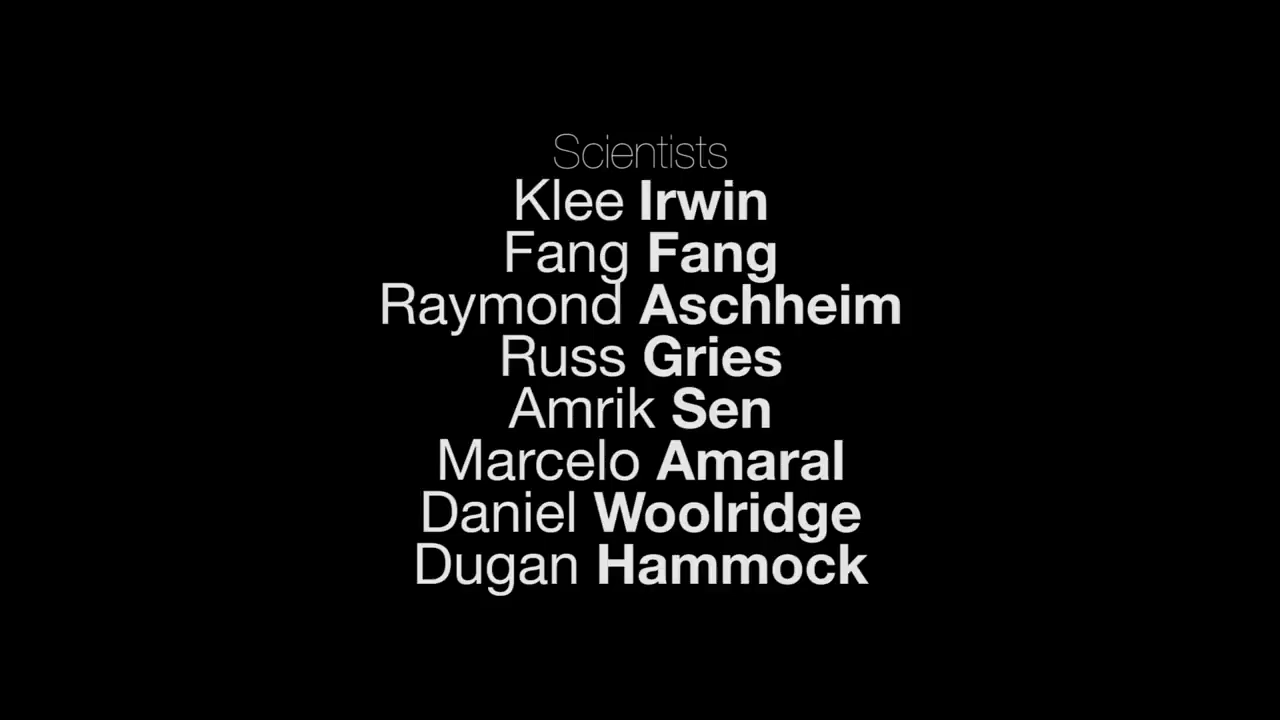 Scientists
Klee Irwin
Fang Fang
Raymond Aschheim
Russ Gries
Amrik Sen
Marcelo Amaral
Daniel Woolridge
Dugan Hammock